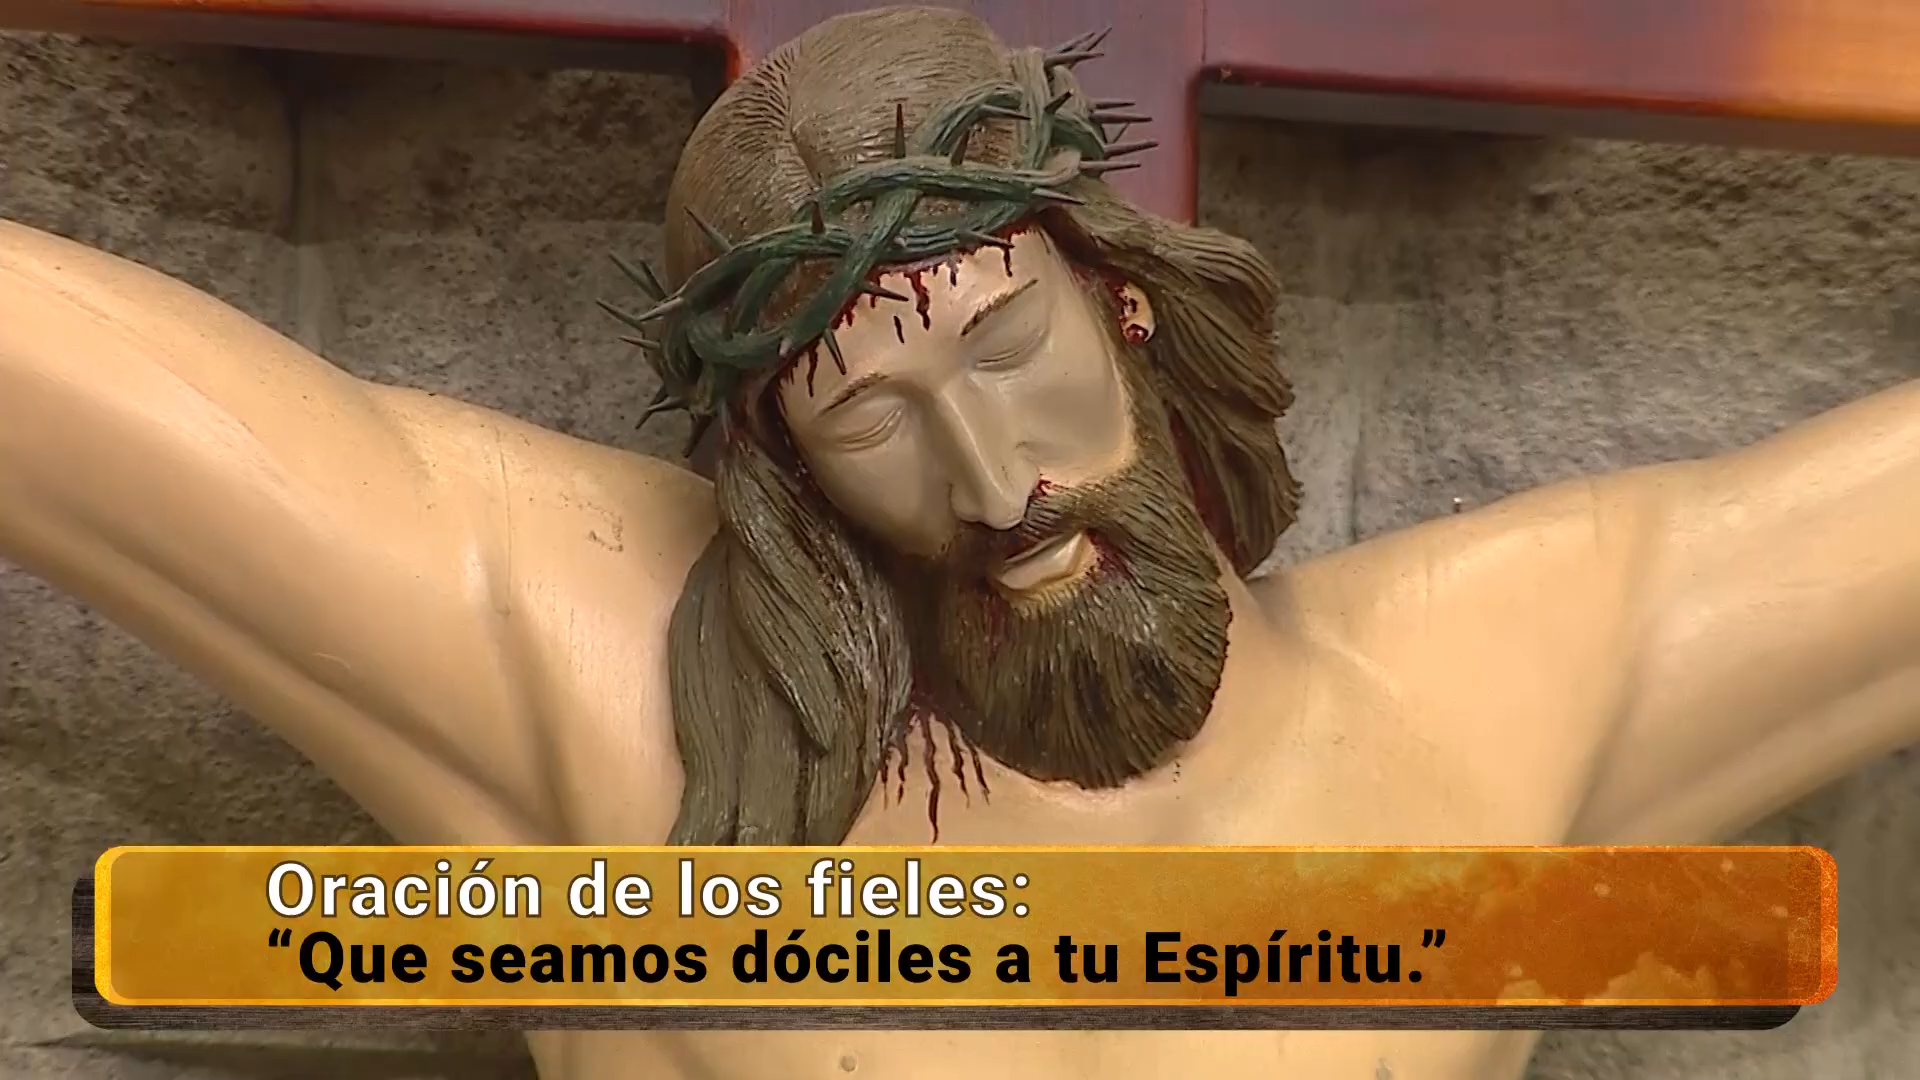 Oración de los fieles:
“Que seamos dóciles a tu Espíritu.”